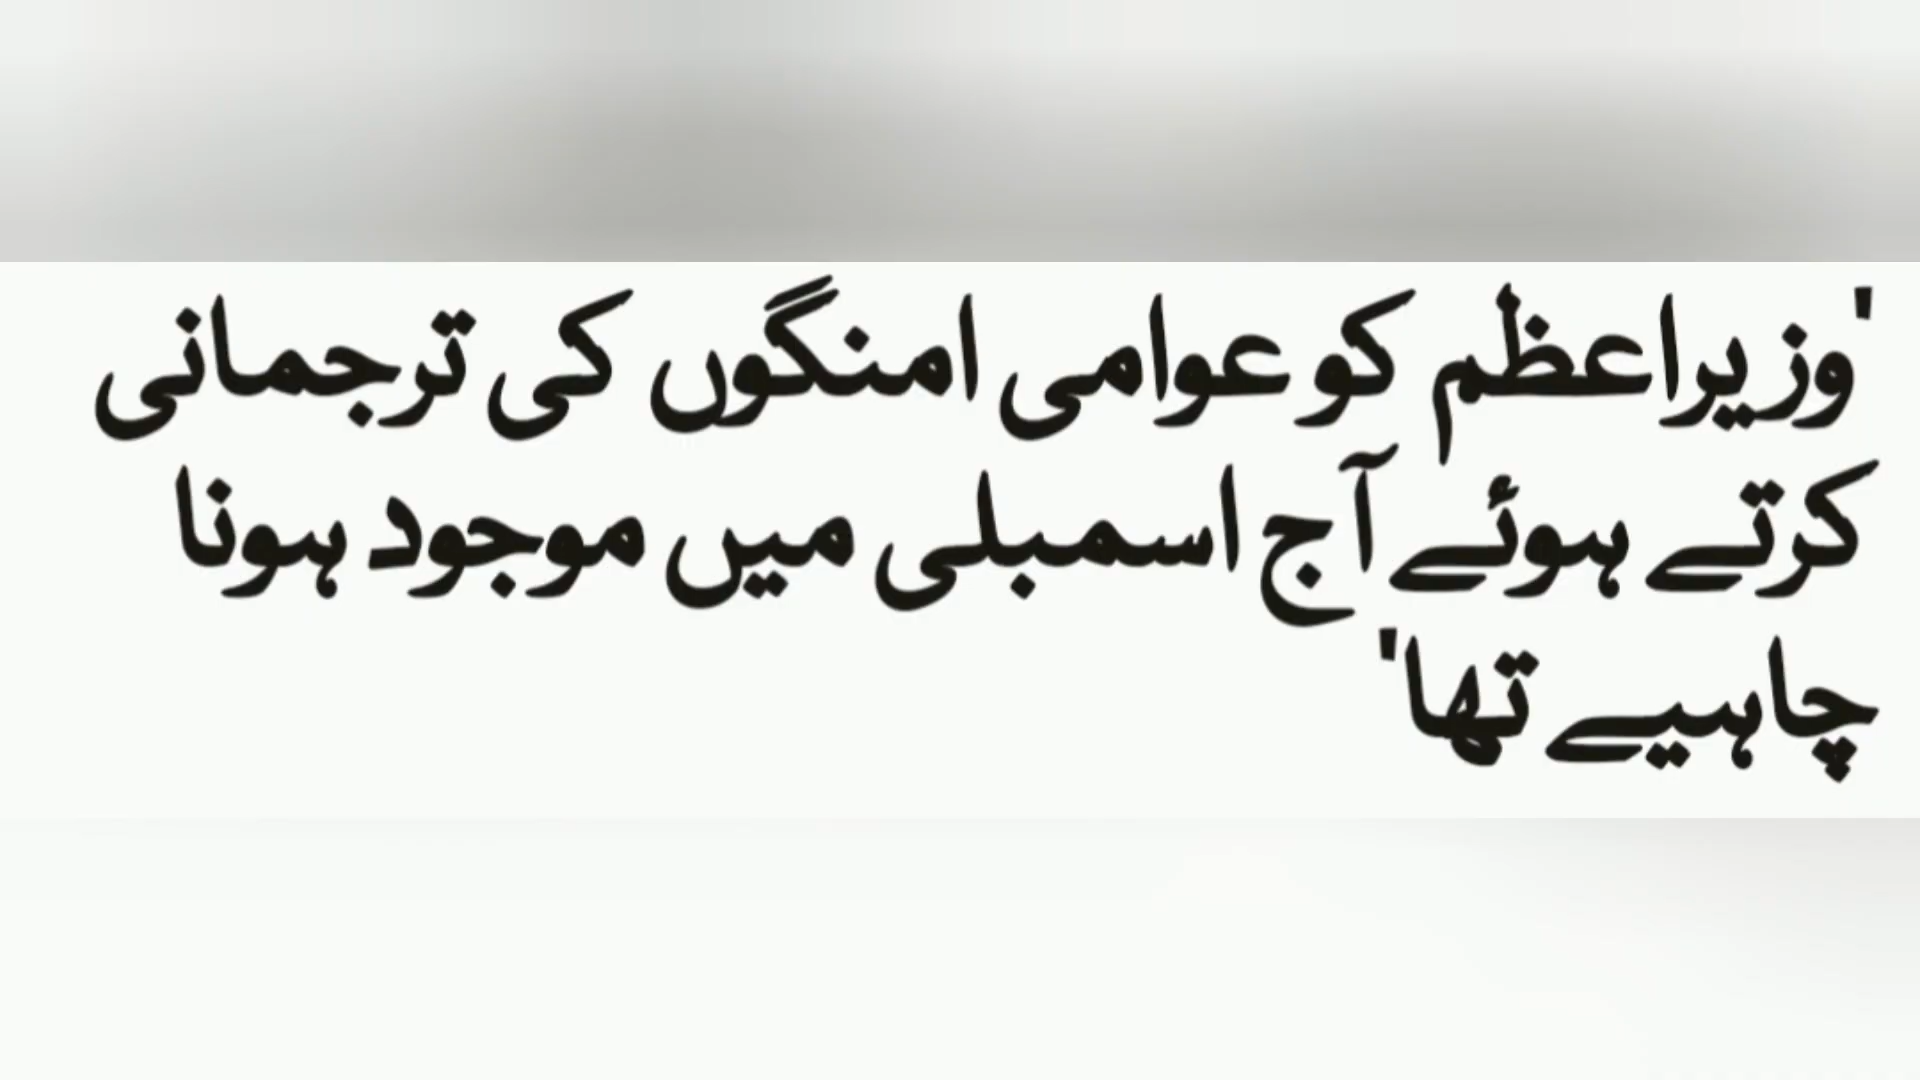 'وزیراعظم کو عوامی امنگوں کی ترجمانی
کرتے ہوئے آج اسمبلی میں موجود ہونا
چاہیے تھا'